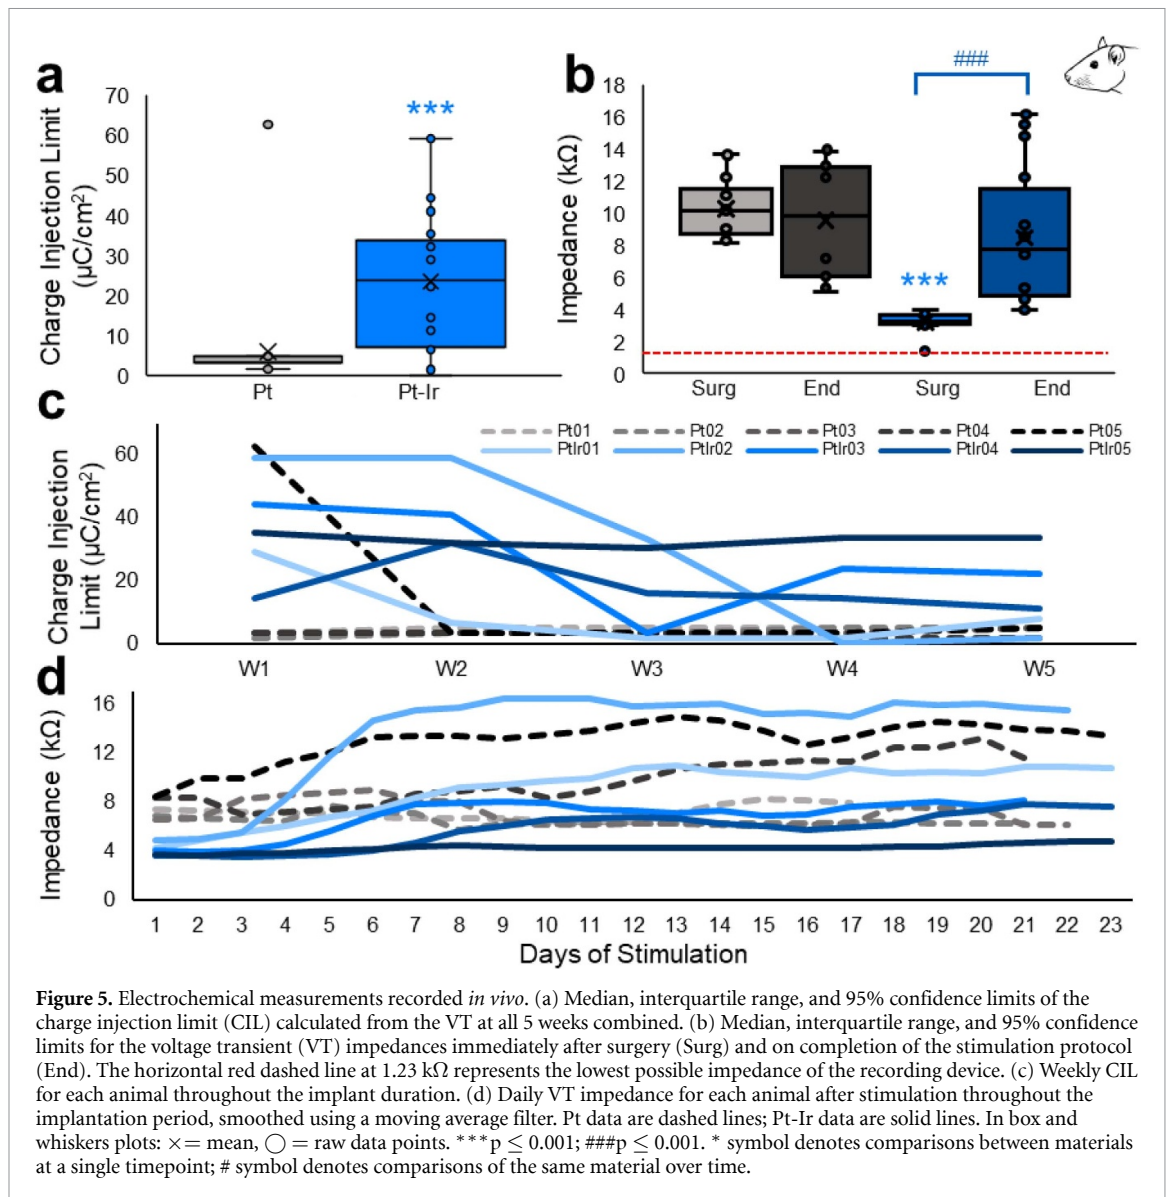 a
70
60
50
40
30
20
10
0
Charge Injection Limit
(µC/cm²)
***
Pt
Pt-Ir
b
18
16
14
12
10
8
6
4
2
0
Impedance (kΩ)
###
***
Surg
End
Surg
End
c
Pt01 Pt02 Pt03 Pt04 Pt05
PtIr01 PtIr02 PtIr03 PtIr04 PtIr05
60
40
20
0
Charge Injection
Limit (µC/cm²)
W1 W2 W3 W4 W5
d
16
12
8
4
0
Impedance (kΩ)
1 2 3 4 5 6 7 8 9 10 11 12 13 14 15 16 17 18 19 20 21 22 23
Days of Stimulation
Figure 5. Electrochemical measurements recorded in vivo. (a) Median, interquartile range, and 95% confidence limits of the
charge injection limit (CIL) calculated from the VT at all 5 weeks combined. (b) Median, interquartile range, and 95% confidence
limits for the voltage transient (VT) impedances immediately after surgery (Surg) and on completion of the stimulation protocol
(End). The horizontal red dashed line at 1.23 kΩ represents the lowest possible impedance of the recording device. (c) Weekly CIL
for each animal throughout the implant duration. (d) Daily VT impedance for each animal after stimulation throughout the
implantation period, smoothed using a moving average filter. Pt data are dashed lines; Pt-Ir data are solid lines. In box and
whiskers plots: ×= mean, ◯ = raw data points. ***p ≤ 0.001; ###p ≤ 0.001. * symbol denotes comparisons between materials
at a single timepoint; # symbol denotes comparisons of the same material over time.